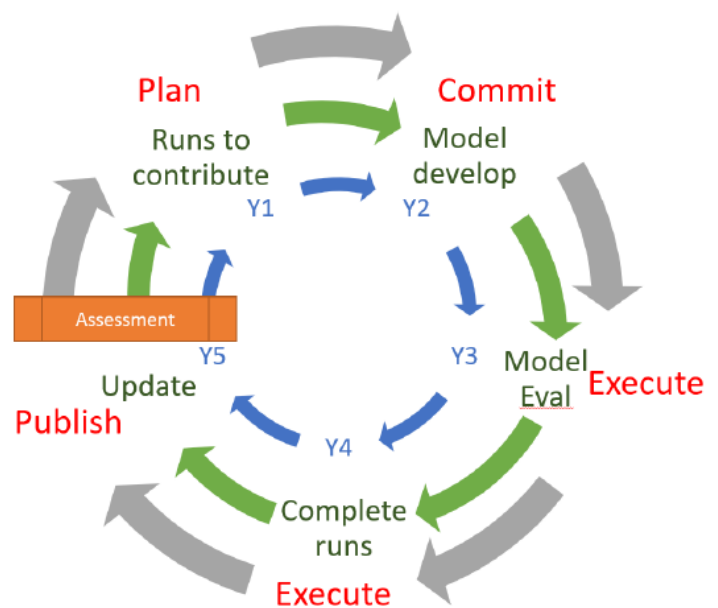 Plan
Commit
Runs to
contribute
Model
develop
Y1
Y2
Assessment
Y5
Y3
Model
Eval
Execute
Update
Publish
Y4
Complete
runs
Execute